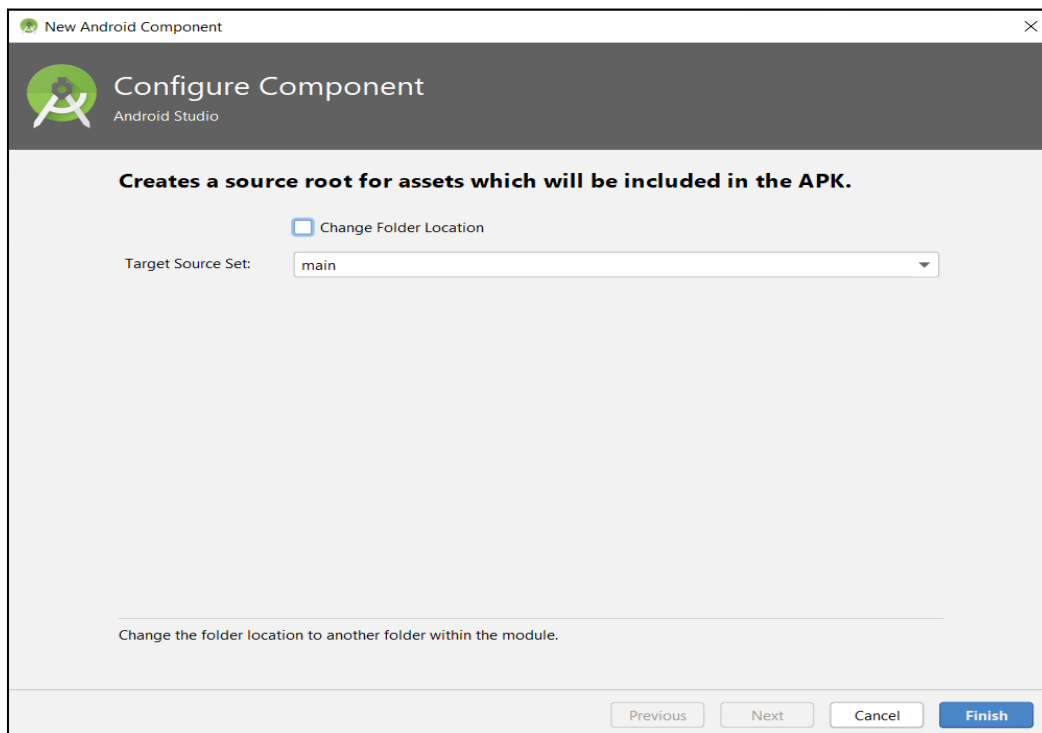 New Android Component
Configure Component
Android Studio
Creates a source root for assets which will be included in the APK.
Change Folder Location
Target Source Set:
main
Change the folder location to another folder within the module.
Previous
Next
Cancel
Finish